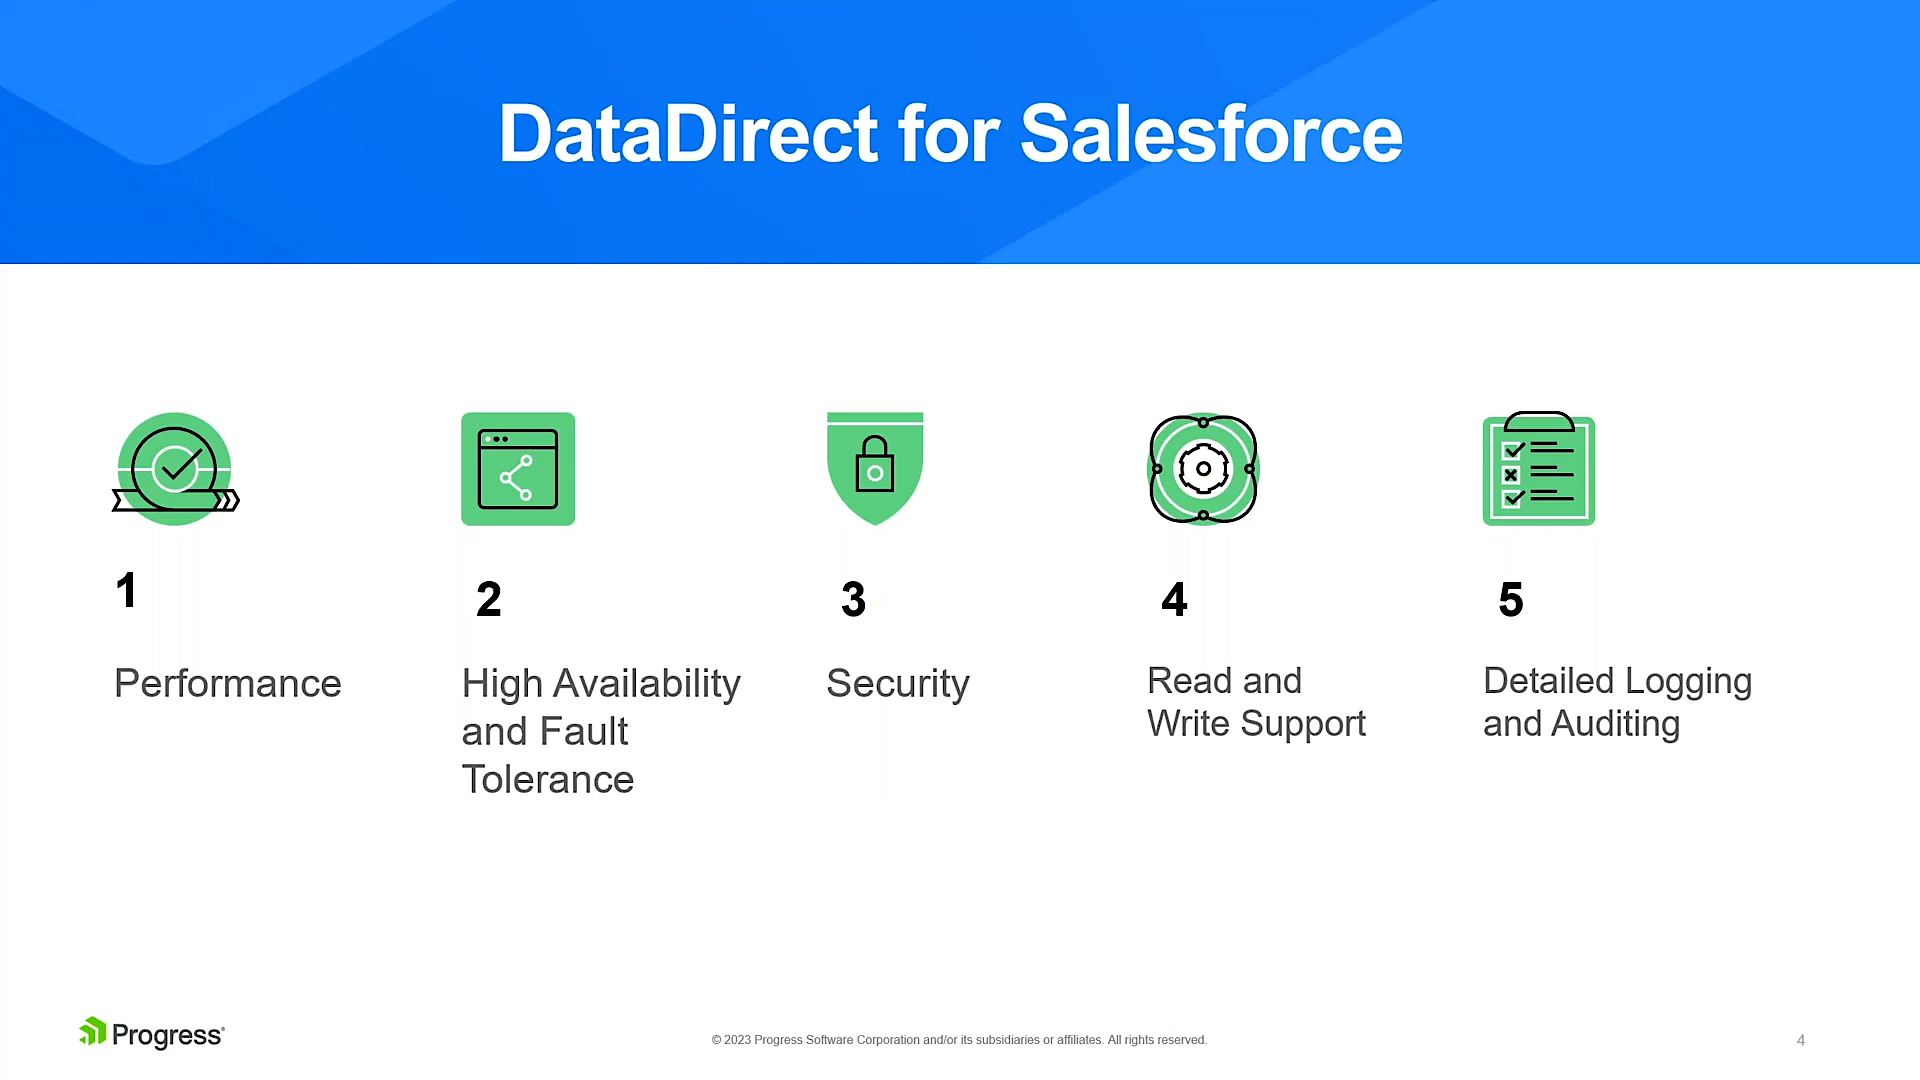 DataDirect for Salesforce
1
Performance
2
High Availability
and Fault
Tolerance
3
Security
4
Read and
Write Support
5
Detailed Logging
and Auditing
Progress®
© 2023 Progress Software Corporation and/or its subsidiaries or affiliates. All rights reserved.
4